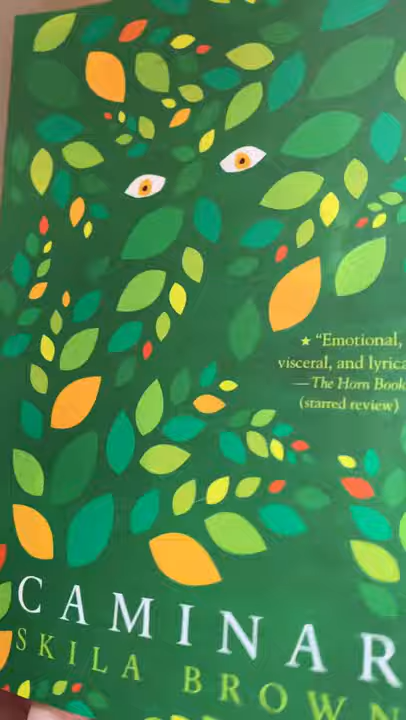 ★ "Emotional,
visceral, and lyrica
— The Horn Book
(starred review)
CAMINAR
SKILA BROWN